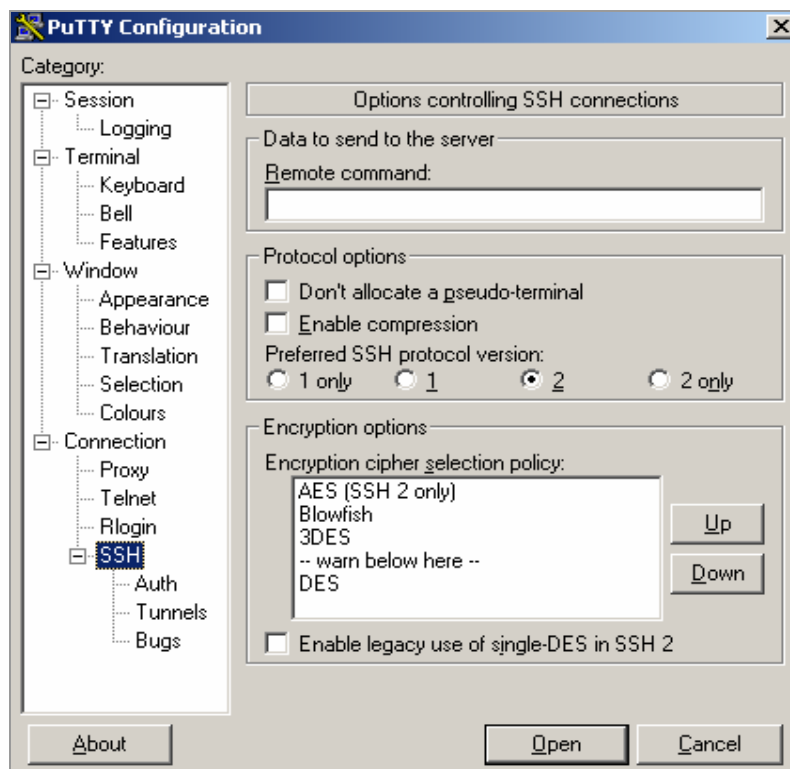 PuTTY Configuration
Category:
Session
Logging
Terminal
Keyboard
Bell
Features
Window
Appearance
Behaviour
Translation
Selection
Colours
Connection
Proxy
Telnet
Rlogin
SSH
Auth
Tunnels
Bugs
Options controlling SSH connections
Data to send to the server
Remote command:
Protocol options
Don't allocate a pseudo-terminal
Enable compression
Preferred SSH protocol version:
1 only 1 2 2 only
Encryption options
Encryption cipher selection policy:
AES (SSH 2 only)
Blowfish
3DES
-- warn below here --
DES
Up
Down
Enable legacy use of single-DES in SSH 2
About Open Cancel